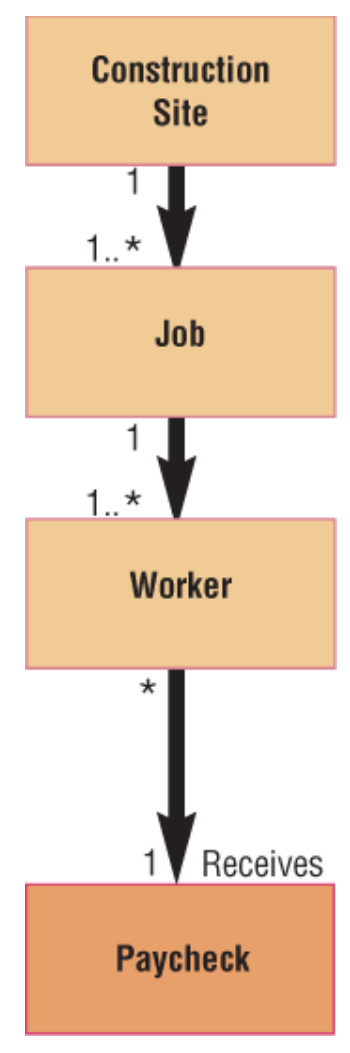 Construction
Site
1
1..*
Job
1
1..*
Worker
*
1 Receives
Paycheck